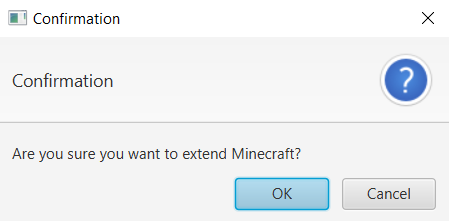 Confirmation
Confirmation
?
Are you sure you want to extend Minecraft?
OK
Cancel